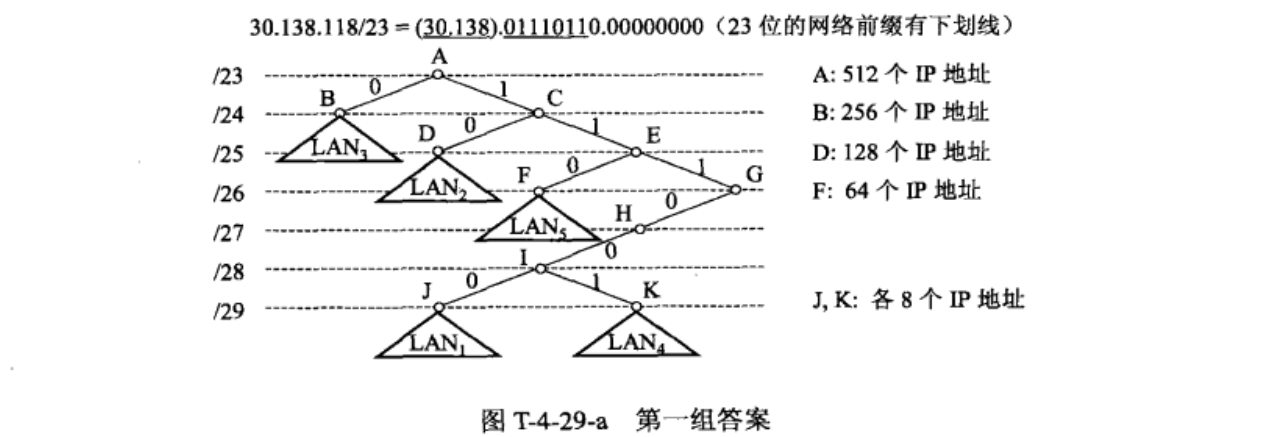 30.138.118/23 = (30.138).01110110.00000000（23 位的网络前缀有下划线）
A
/23
A: 512 个 IP 地址
0
1
B
C
/24
B: 256 个 IP 地址
0
1
D
E
LAN3
/25
D: 128 个 IP 地址
0
1
F
G
LAN2
/26
F: 64 个 IP 地址
0
H
LAN5
/27
0
I
/28
0
1
J
K
/29
J, K: 各 8 个 IP 地址
LAN1
LAN4
图 T-4-29-a 第一组答案